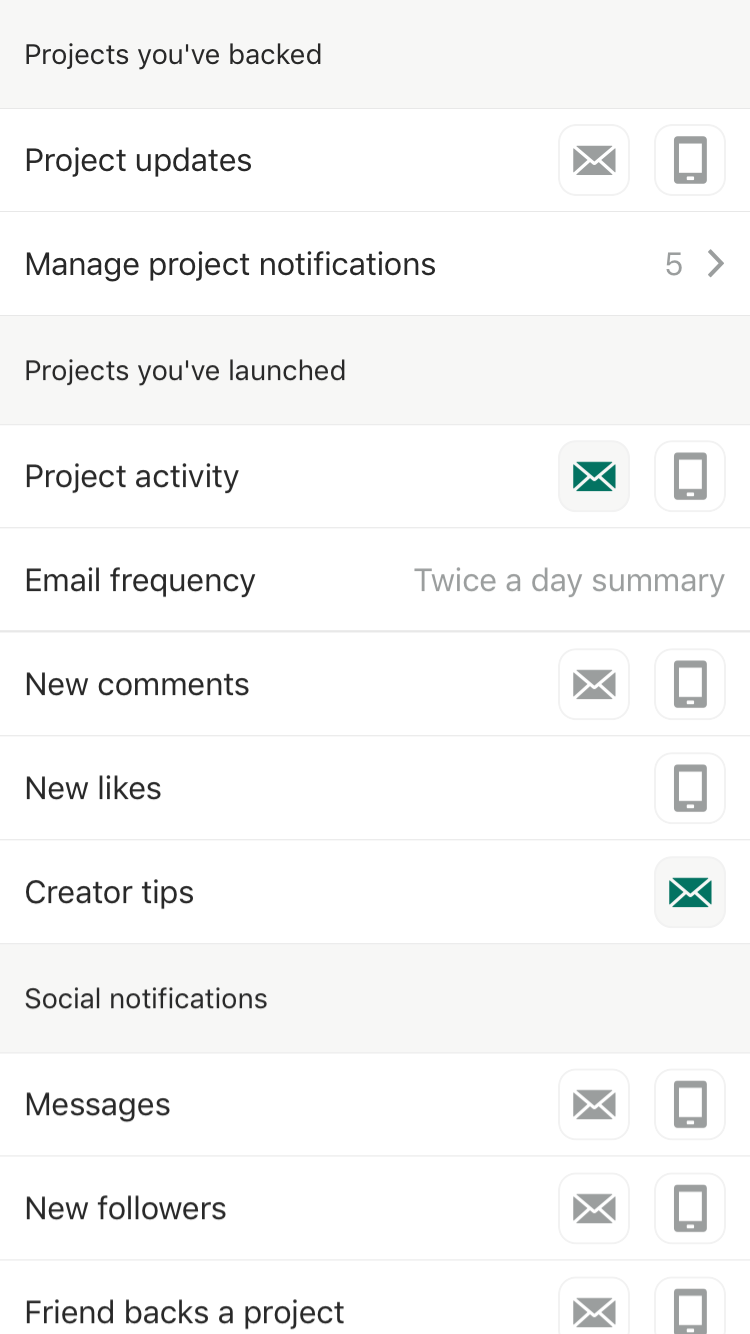 Projects you've backed
Project updates
Manage project notifications 5
Projects you've launched
Project activity
Email frequency Twice a day summary
New comments
New likes
Creator tips
Social notifications
Messages
New followers
Friend backs a project